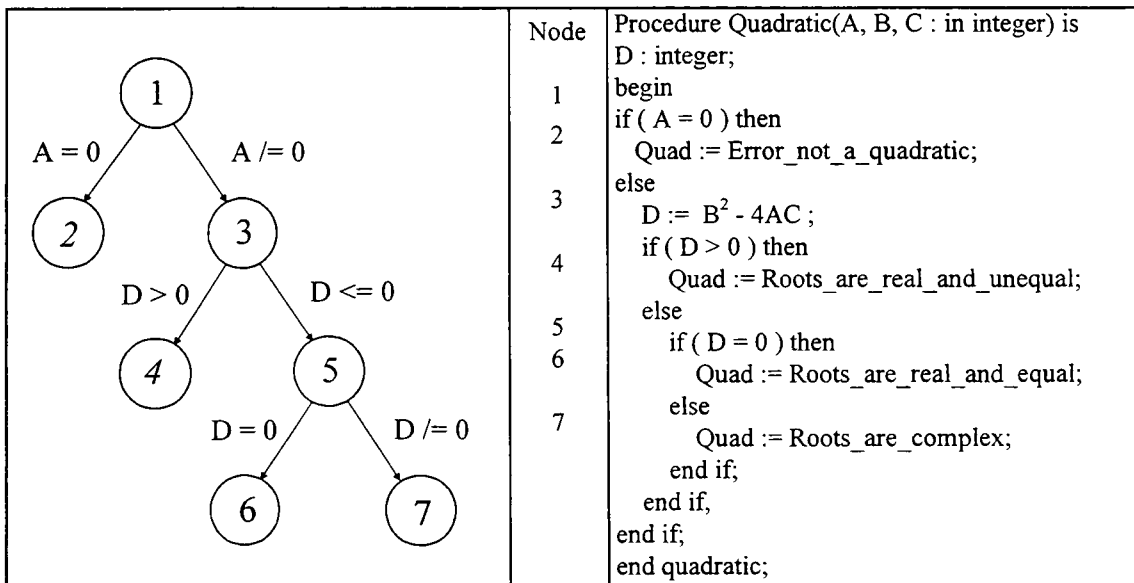 1
A = 0
A /= 0
2
3
D > 0
D <= 0
4
5
D = 0
D /= 0
6
7
Node
1
2
3
4
5
6
7
Procedure Quadratic(A, B, C : in integer) is
D : integer;
begin
if ( A = 0 ) then
Quad := Error_not_a_quadratic;
else
D := B² - 4AC ;
if ( D > 0 ) then
Quad := Roots_are_real_and_unequal;
else
if ( D = 0 ) then
Quad := Roots_are_real_and_equal;
else
Quad := Roots_are_complex;
end if;
end if,
end if;
end quadratic;